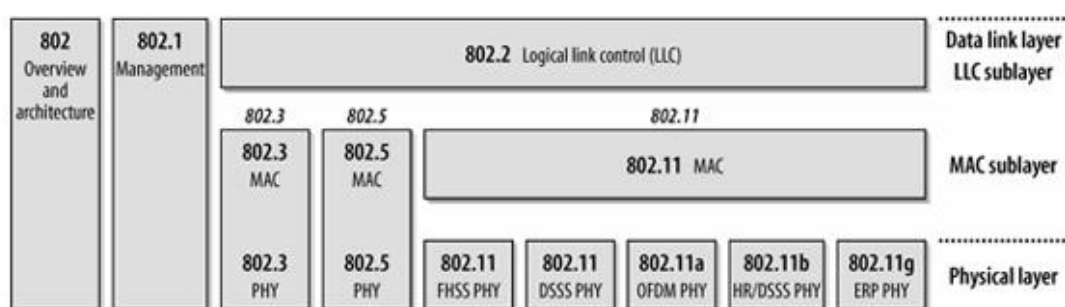 802
Overview
and
architecture
802.1
Management
802.2 Logical link control (LLC)
Data link layer
LLC sublayer
802.3
802.5
802.11
802.3
MAC
802.5
MAC
802.11 MAC
MAC sublayer
802.3
PHY
802.5
PHY
802.11
FHSS PHY
802.11
DSSS PHY
802.11a
OFDM PHY
802.11b
HR/DSSS PHY
802.11g
ERP PHY
Physical layer